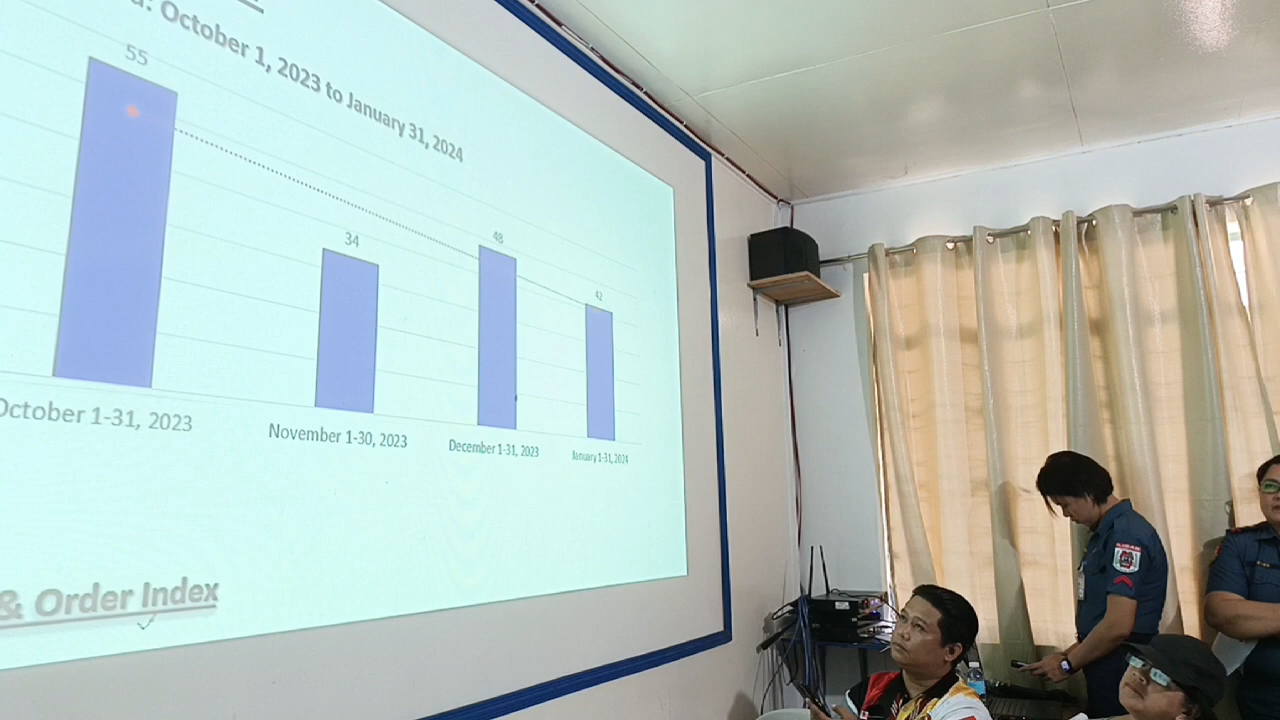 : October 1, 2023 to January 31, 2024
55
34
48
42
October 1-31, 2023
November 1-30, 2023
December 1-31, 2023
January 1-31, 2024
& Order Index